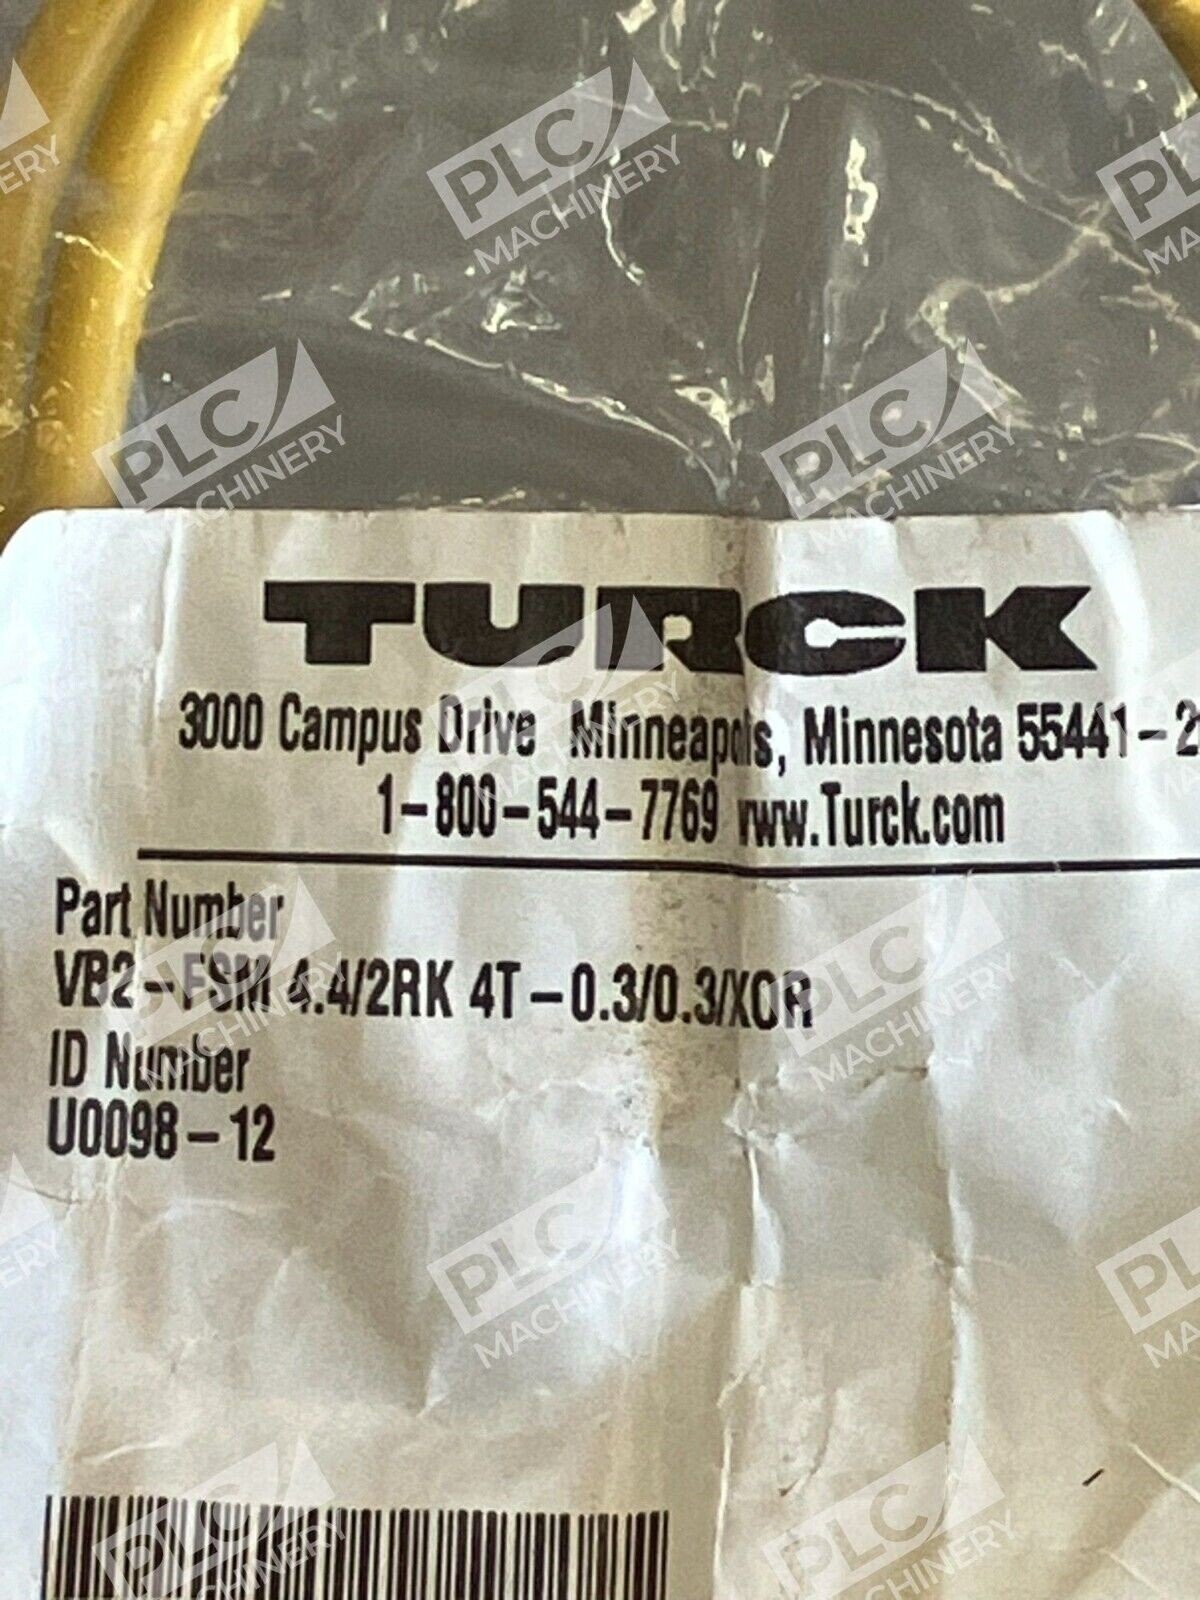 TURCK
3000 Campus Drive Minneapolis, Minnesota 55441-2
1-800-544-7769 www.Turck.com
Part Number
VB2-FSM 4.4/2RK 4T-0.3/0.3/XOR
ID Number
U0098-12
PLC MACHINERY